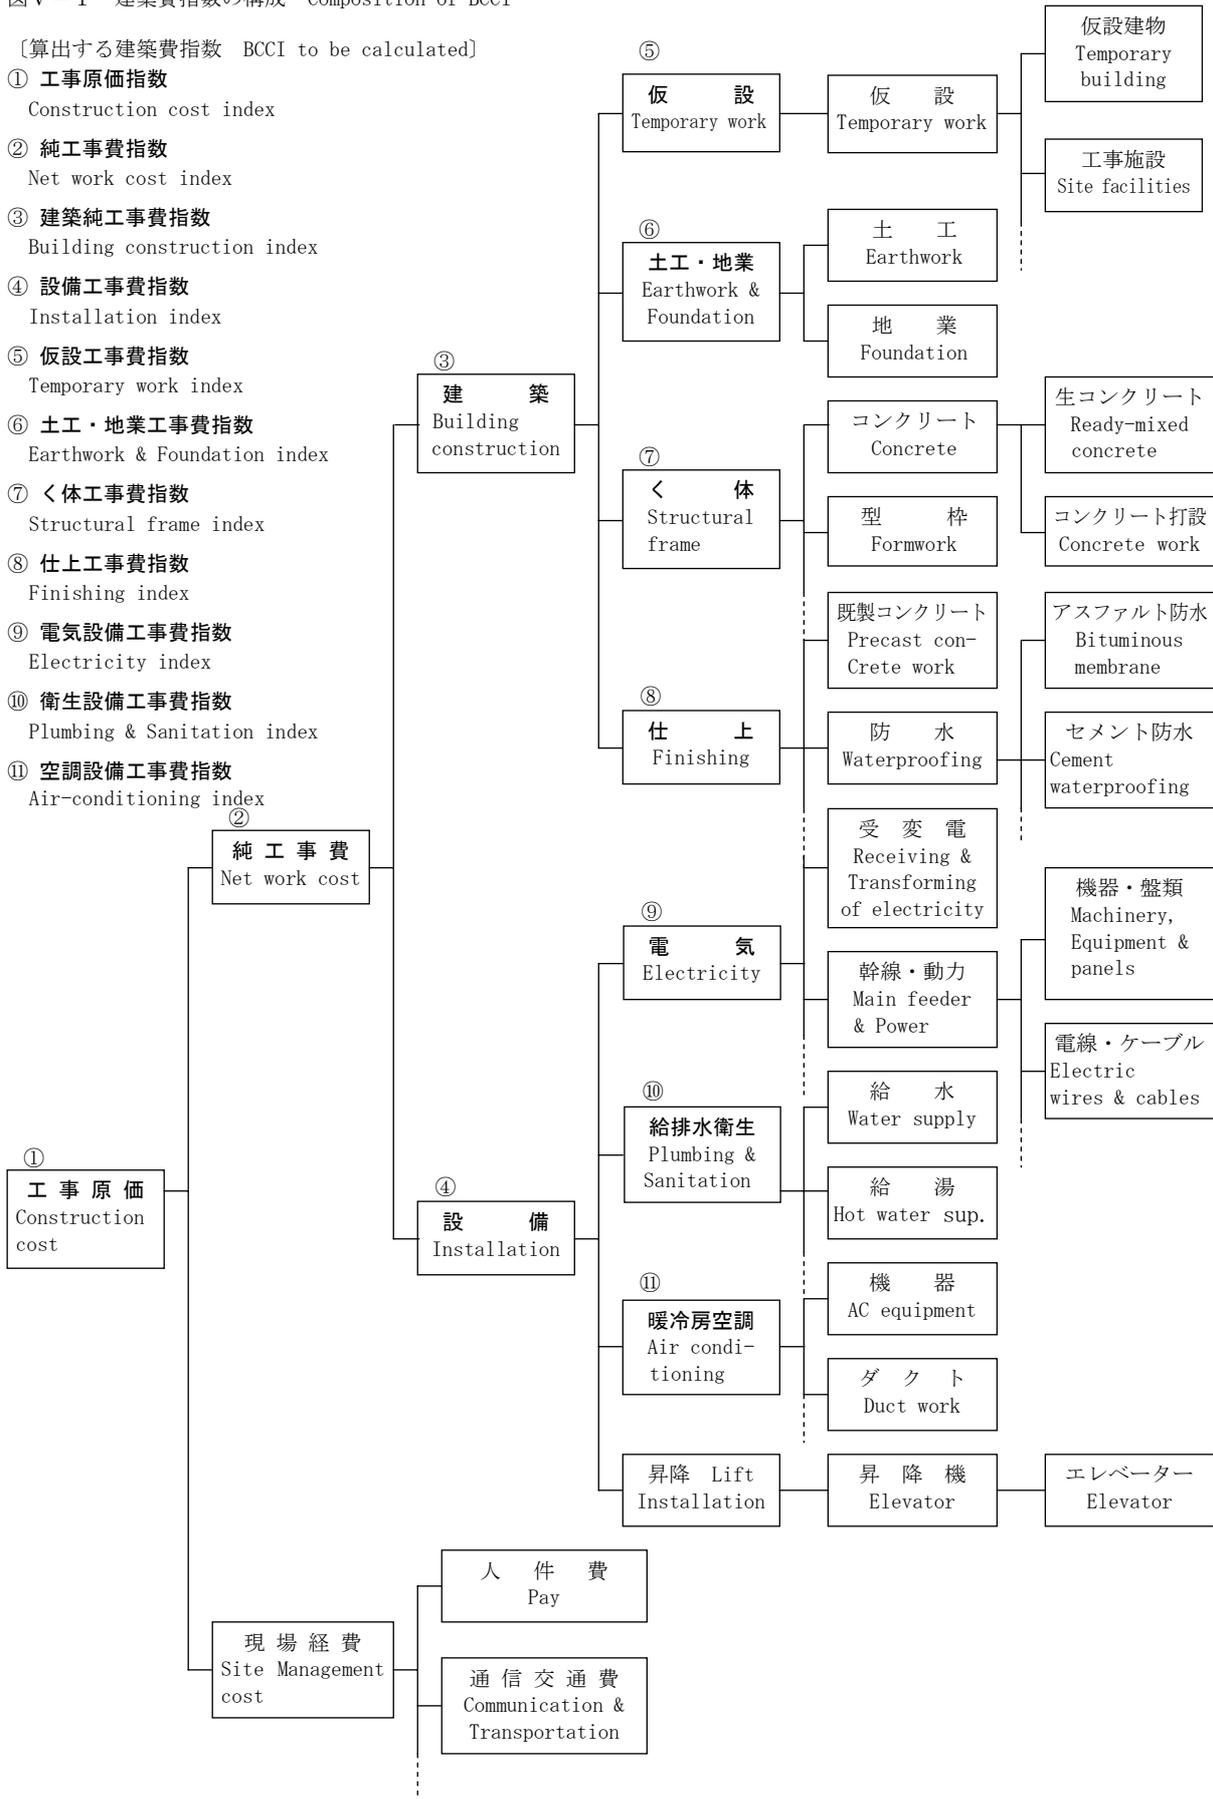 図Ⅴ－１　建築費指数の構成　Composition of BCCI
〔算出する建築費指数　BCCI to be calculated〕
① 工事原価指数
Construction cost index
② 純工事費指数
Net work cost index
③ 建築純工事費指数
Building construction index
④ 設備工事費指数
Installation index
⑤ 仮設工事費指数
Temporary work index
⑥ 土工・地業工事費指数
Earthwork & Foundation index
⑦ く体工事費指数
Structural frame index
⑧ 仕上工事費指数
Finishing index
⑨ 電気設備工事費指数
Electricity index
⑩ 衛生設備工事費指数
Plumbing & Sanitation index
⑪ 空調設備工事費指数
Air-conditioning index
①
工 事 原 価
Construction
cost
②
純 工 事 費
Net work cost
現 場 経 費
Site Management
cost
③
建　　　築
Building
construction
④
設　　　備
Installation
人　件　費
Pay
通 信 交 通 費
Communication &
Transportation
⑤
仮　　　設
Temporary work
⑥
土工・地業
Earthwork &
Foundation
⑦
く　　　体
Structural
frame
⑧
仕　　　上
Finishing
⑨
電　　　気
Electricity
⑩
給排水衛生
Plumbing &
Sanitation
⑪
暖冷房空調
Air condi-
tioning
昇降　Lift
Installation
仮　　設
Temporary work
土　　工
Earthwork
地　　業
Foundation
コンクリート
Concrete
型　　　枠
Formwork
既製コンクリート
Precast con-
Crete work
防　　水
Waterproofing
受　変　電
Receiving &
Transforming
of electricity
幹線・動力
Main feeder
& Power
給　　水
Water supply
給　　湯
Hot water sup.
機　　器
AC equipment
ダ　ク　ト
Duct work
昇　降　機
Elevator
仮設建物
Temporary
building
工事施設
Site facilities
生コンクリート
Ready-mixed
concrete
コンクリート打設
Concrete work
アスファルト防水
Bituminous
membrane
セメント防水
Cement
waterproofing
機器・盤類
Machinery,
Equipment &
panels
電線・ケーブル
Electric
wires & cables
エレベーター
Elevator